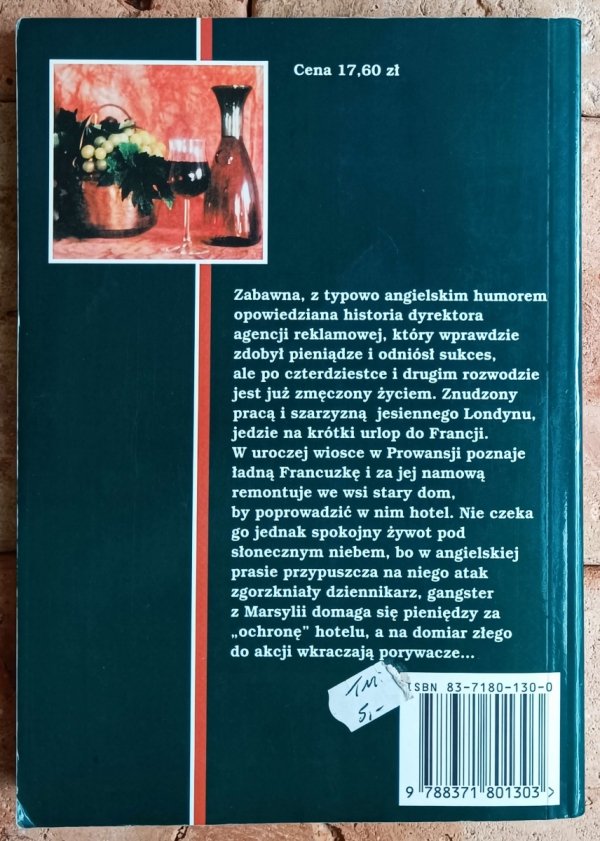 Cena 17,60 zł
Zabawna, z typowo angielskim humorem
opowiedziana historia dyrektora
agencji reklamowej, który wprawdzie
zdobył pieniądze i odniósł sukces,
ale po czterdziestce i drugim rozwodzie
jest już zmęczony życiem. Znudzony
pracą i szarzyzną jesiennego Londynu,
jedzie na krótki urlop do Francji.
W uroczej wiosce w Prowansji poznaje
ładną Francuzkę i za jej namową
remontuje we wsi stary dom,
by poprowadzić w nim hotel. Nie czeka
go jednak spokojny żywot pod
słonecznym niebem, bo w angielskiej
prasie przypuszcza na niego atak
zgorzkniały dziennikarz, gangster
z Marsylii domaga się pieniędzy za
„ochronę” hotelu, a na domiar złego
do akcji wkraczają porywacze...
ISBN 83-7180-130-0
5,-
9 788371 801303 >